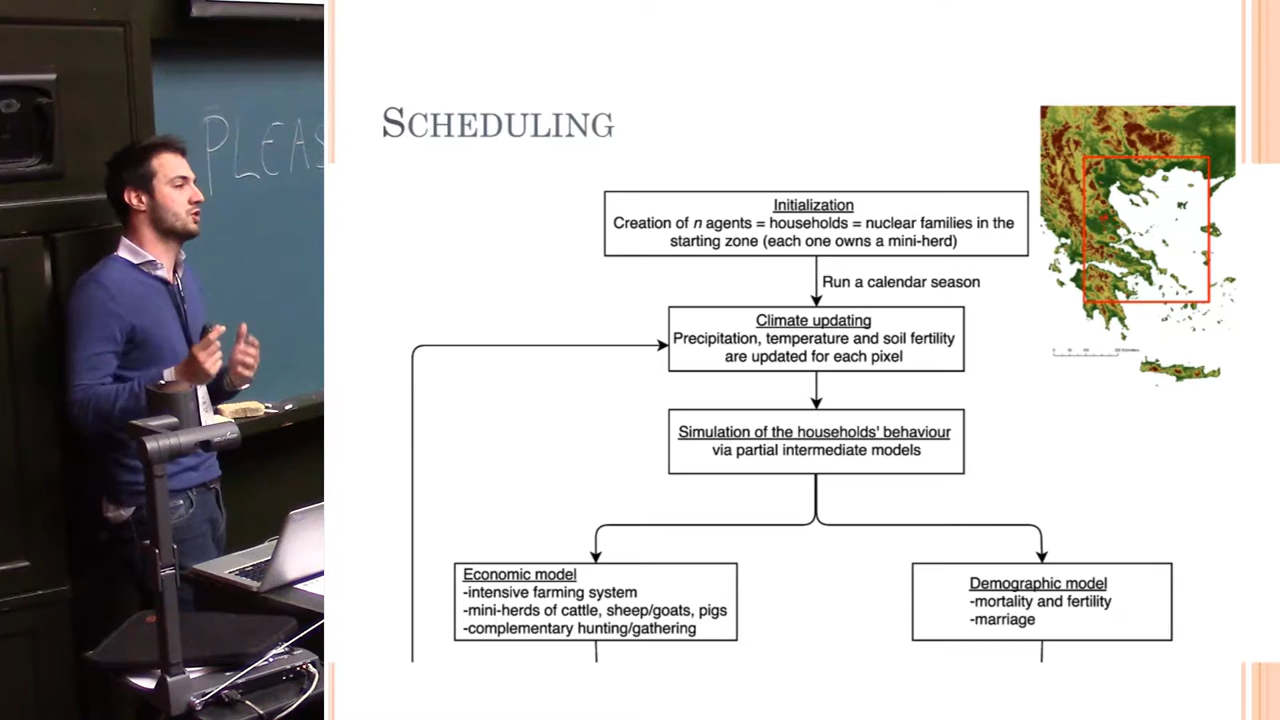 PLEAS
SCHEDULING
Initialization
Creation of n agents = households = nuclear families in the
starting zone (each one owns a mini-herd)
Run a calendar season
Climate updating
Precipitation, temperature and soil fertility
are updated for each pixel
Simulation of the households' behaviour
via partial intermediate models
Economic model
-intensive farming system
-mini-herds of cattle, sheep/goats, pigs
-complementary hunting/gathering
Demographic model
-mortality and fertility
-marriage